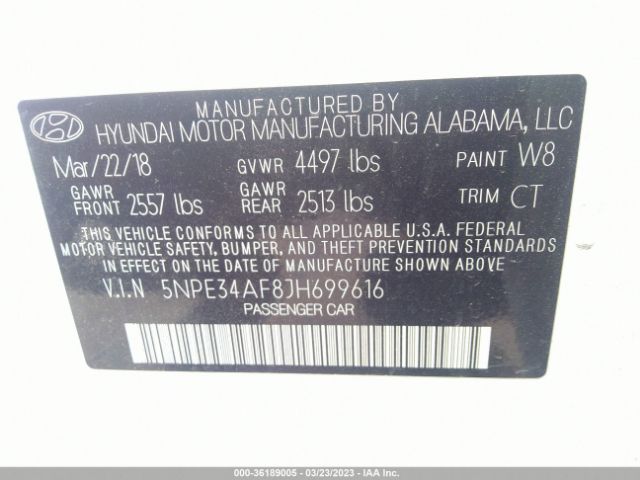 MANUFACTURED BY
HYUNDAI MOTOR MANUFACTURING ALABAMA, LLC
Mar/22/18 GVWR 4497 lbs PAINT W8
GAWR FRONT 2557 lbs GAWR REAR 2513 lbs TRIM CT
THIS VEHICLE CONFORMS TO ALL APPLICABLE U.S.A. FEDERAL
MOTOR VEHICLE SAFETY, BUMPER, AND THEFT PREVENTION STANDARDS
IN EFFECT ON THE DATE OF MANUFACTURE SHOWN ABOVE.
V.I.N 5NPE34AF8JH699616
PASSENGER CAR
000-36189005 - 03/23/2023 - IAA Inc.